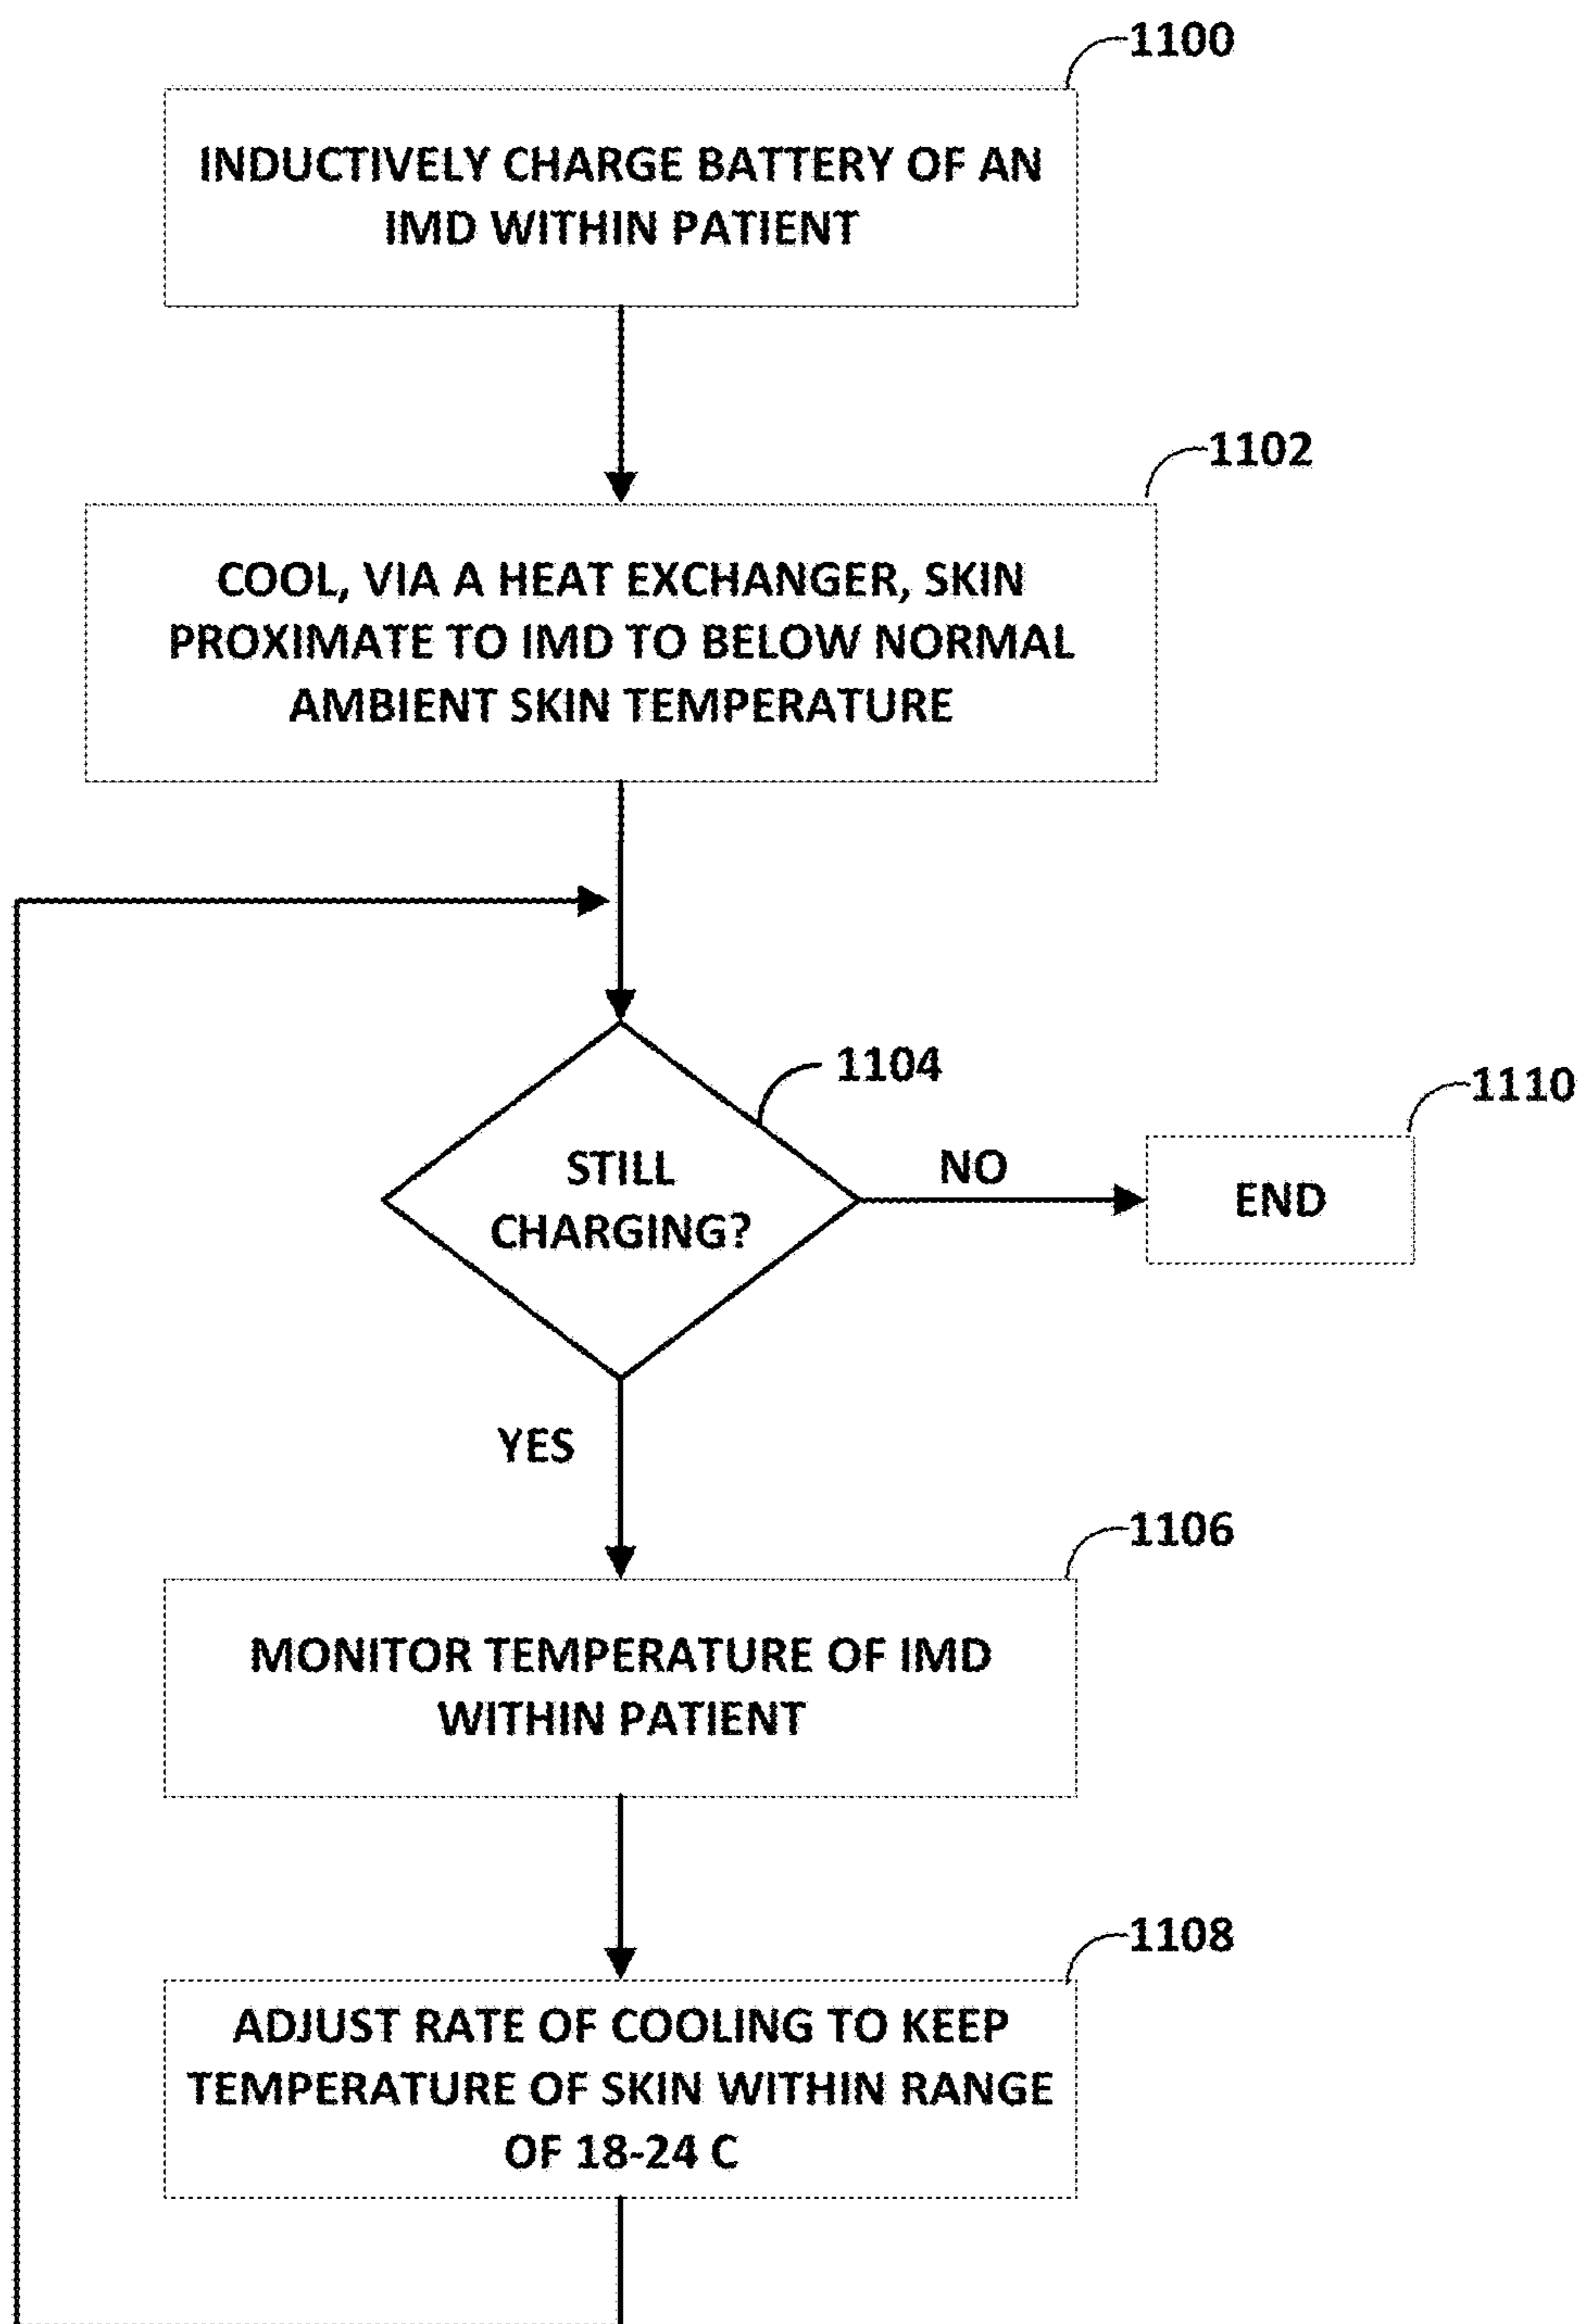 1100
INDUCTIVELY CHARGE BATTERY OF AN
IMD WITHIN PATIENT
1102
COOL, VIA A HEAT EXCHANGER, SKIN
PROXIMATE TO IMD TO BELOW NORMAL
AMBIENT SKIN TEMPERATURE
1104
STILL
CHARGING?
NO
1110
END
YES
1106
MONITOR TEMPERATURE OF IMD
WITHIN PATIENT
1108
ADJUST RATE OF COOLING TO KEEP
TEMPERATURE OF SKIN WITHIN RANGE
OF 18-24 C